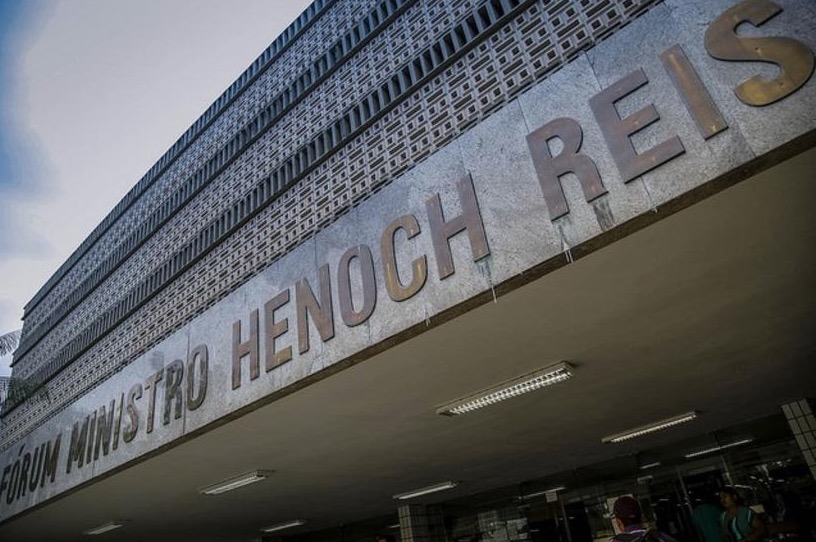 FÓRUM MINISTRO HENOCH REIS